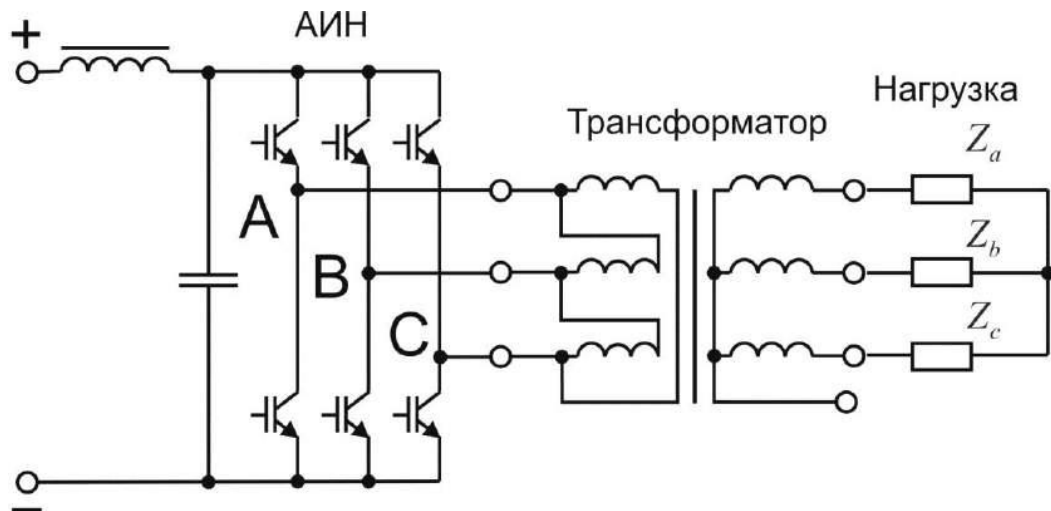 АИН
+
Нагрузка
Трансформатор
Z_a
A
Z_b
B
Z_c
C
−